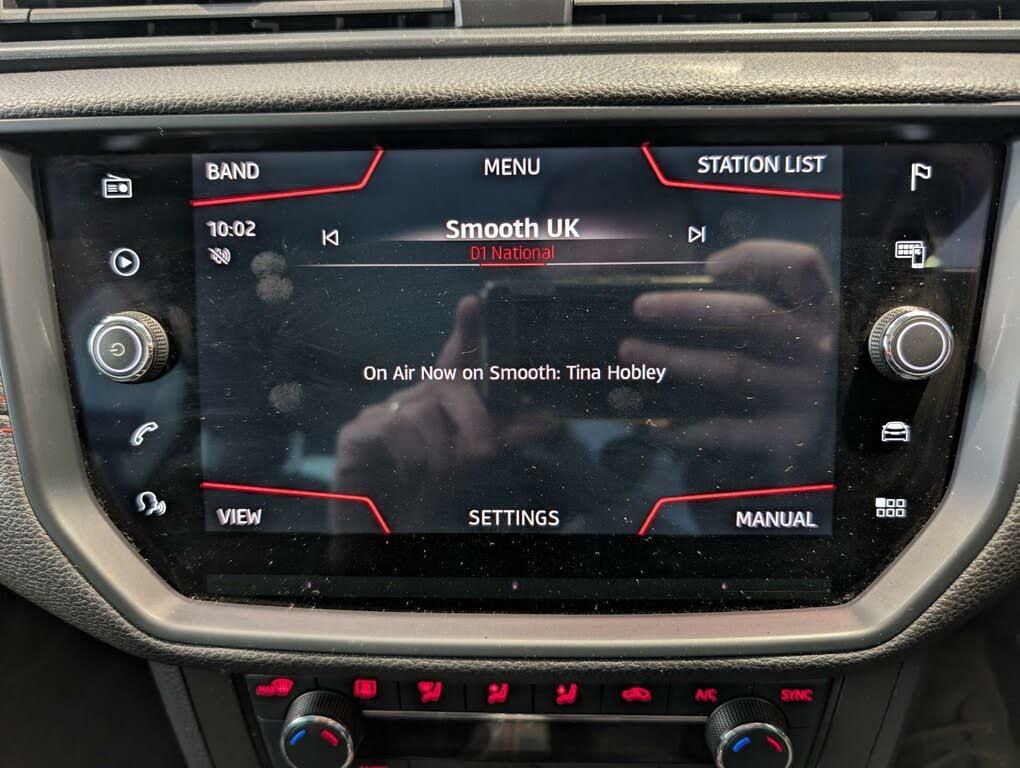 BAND
MENU
STATION LIST
10:02
Smooth UK
D1 National
On Air Now on Smooth: Tina Hobley
VIEW
SETTINGS
MANUAL
MAX
A/C
SYNC